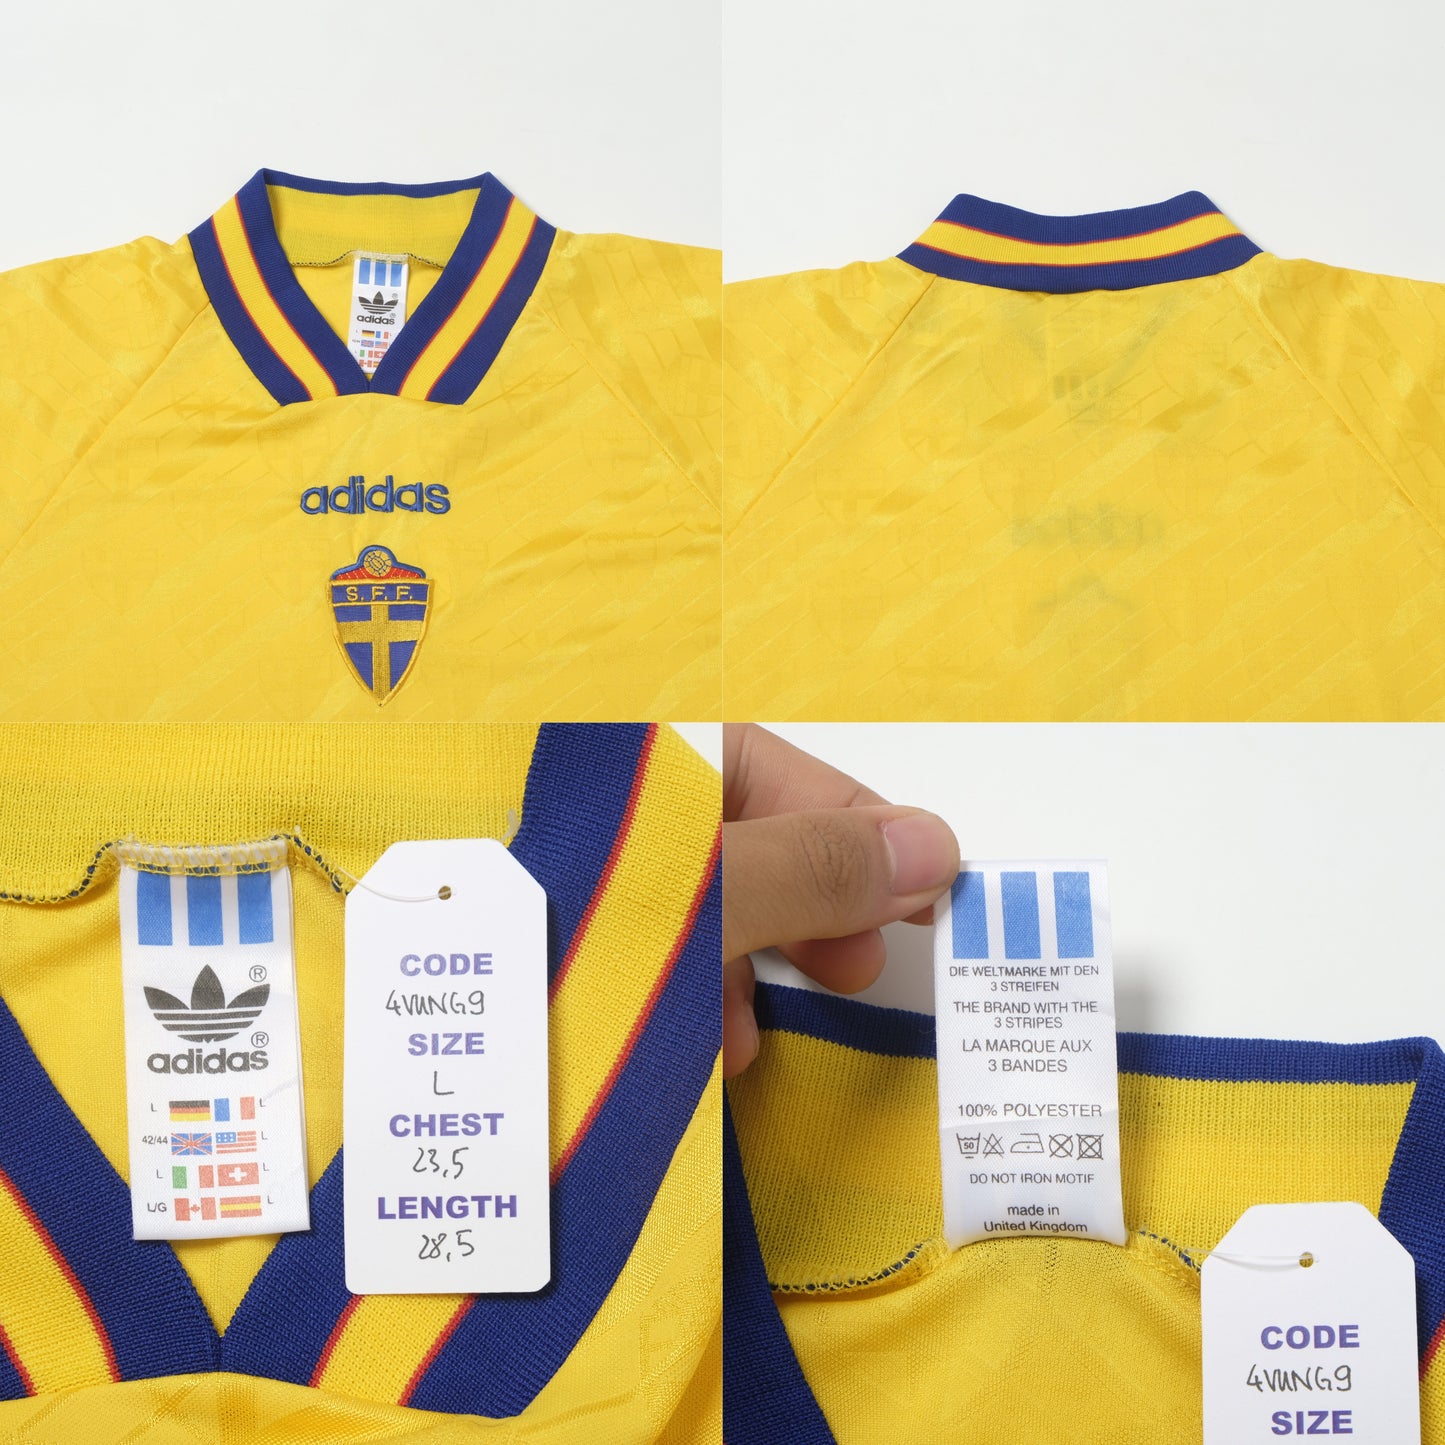 adidas
adidas
S. F. F.
adidas
L
42/44 L
L L
L/G L
CODE
4VUNG9
SIZE
L
CHEST
23,5
LENGTH
28,5
DIE WELTMARKE MIT DEN
3 STREIFEN
THE BRAND WITH THE
3 STRIPES
LA MARQUE AUX
3 BANDES
100% POLYESTER
50
DO NOT IRON MOTIF
made in
United Kingdom
CODE
4VUNG9
SIZE